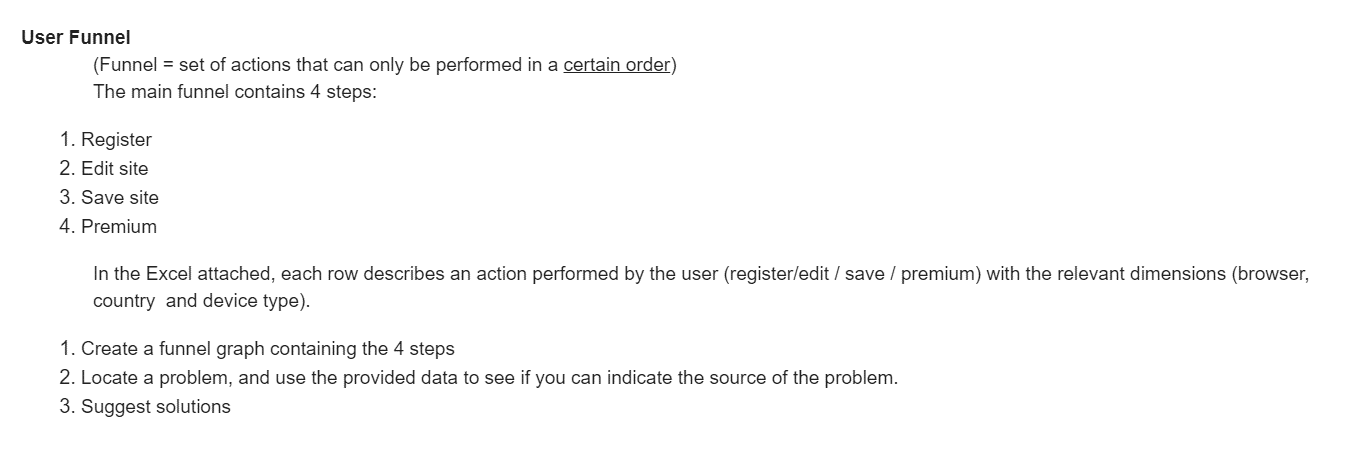 User Funnel
(Funnel = set of actions that can only be performed in a certain order)
The main funnel contains 4 steps:
1. Register
2. Edit site
3. Save site
4. Premium
In the Excel attached, each row describes an action performed by the user (register/edit / save / premium) with the relevant dimensions (browser,
country  and device type).
1. Create a funnel graph containing the 4 steps
2. Locate a problem, and use the provided data to see if you can indicate the source of the problem.
3. Suggest solutions